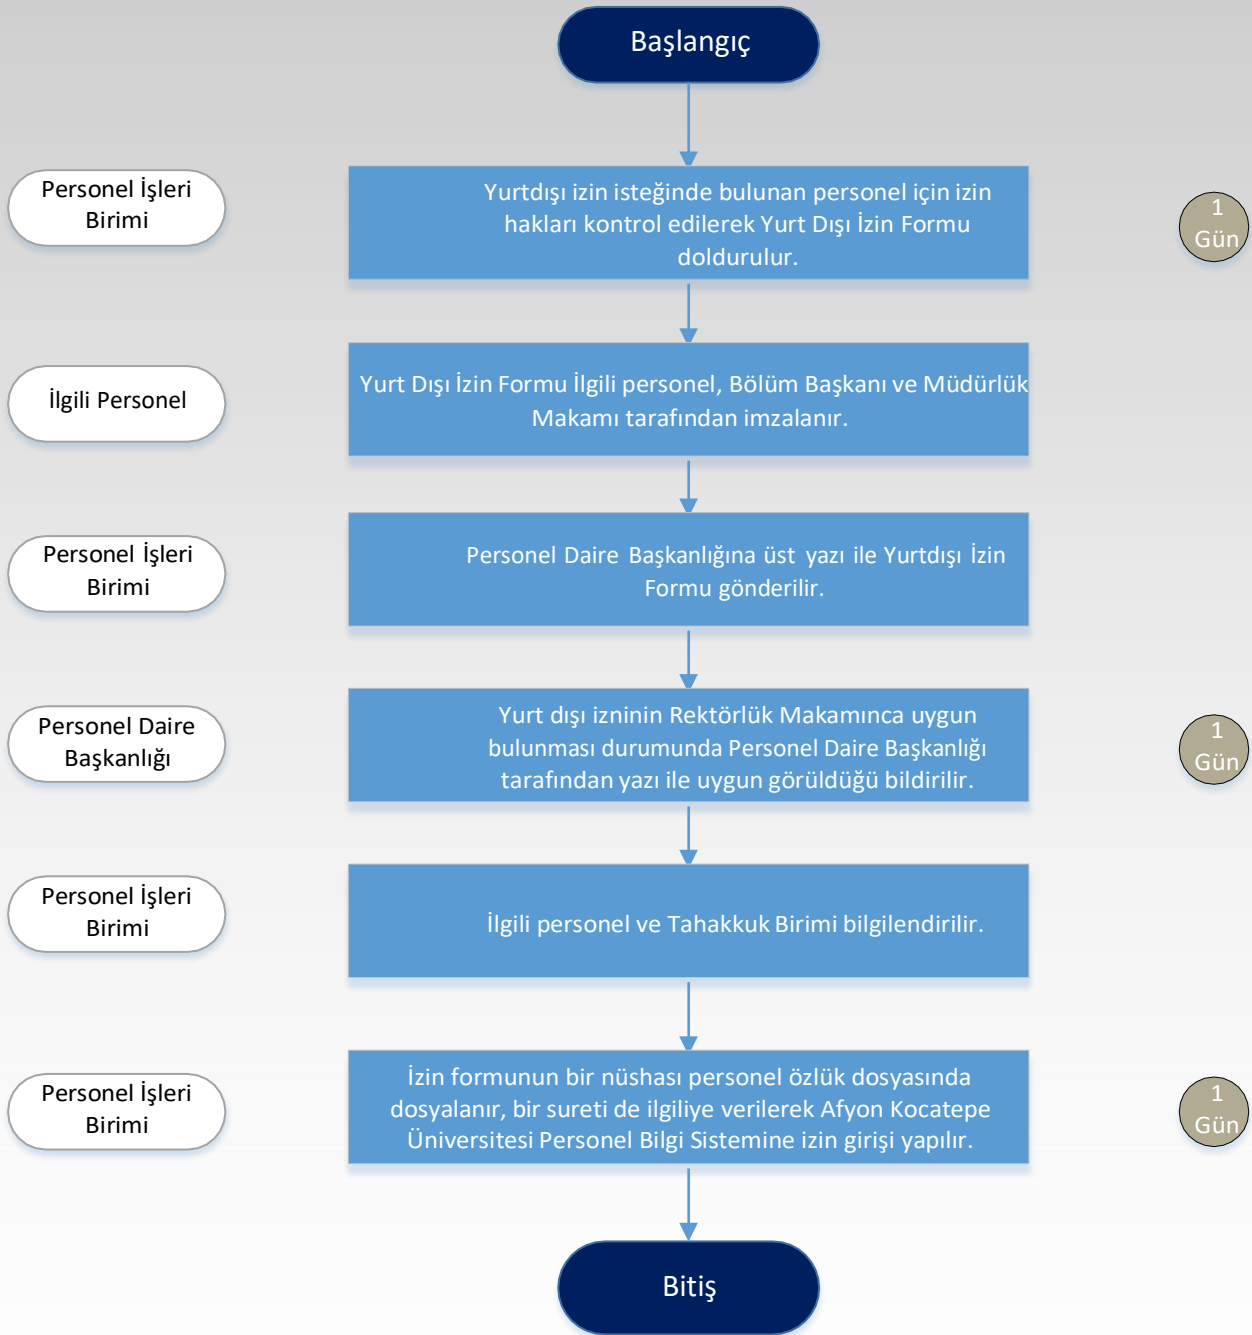 Başlangıç
Personel İşleri
Birimi
Yurtdışı izin isteğinde bulunan personel için izin
hakları kontrol edilerek Yurt Dışı İzin Formu
doldurulur.
1
Gün
İlgili Personel
Yurt Dışı İzin Formu İlgili personel, Bölüm Başkanı ve Müdürlük
Makamı tarafından imzalanır.
Personel İşleri
Birimi
Personel Daire Başkanlığına üst yazı ile Yurtdışı İzin
Formu gönderilir.
Personel Daire
Başkanlığı
Yurt dışı izninin Rektörlük Makamınca uygun
bulunması durumunda Personel Daire Başkanlığı
tarafından yazı ile uygun görüldüğü bildirilir.
1
Gün
Personel İşleri
Birimi
İlgili personel ve Tahakkuk Birimi bilgilendirilir.
Personel İşleri
Birimi
İzin formunun bir nüshası personel özlük dosyasında
dosyalanır, bir sureti de ilgiliye verilerek Afyon Kocatepe
Üniversitesi Personel Bilgi Sistemine izin girişi yapılır.
1
Gün
Bitiş